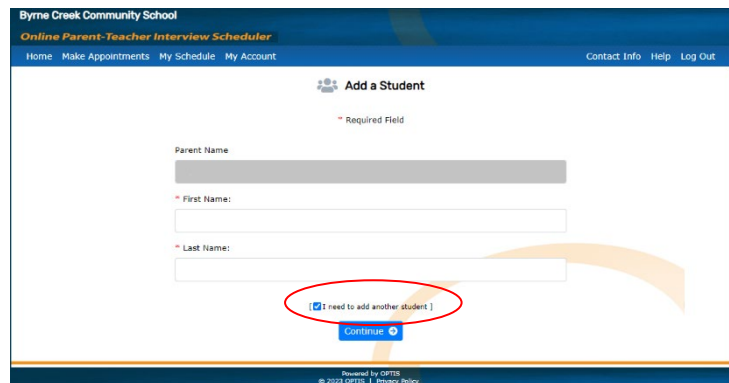 Byrne Creek Community School
Online Parent-Teacher Interview Scheduler
Home Make Appointments My Schedule My Account Contact Info Help Log Out
Add a Student
* Required Field
Parent Name
* First Name:
* Last Name:
[ I need to add another student ]
Continue
Powered by OPTIS
© 2023 OPTIS | Privacy Policy